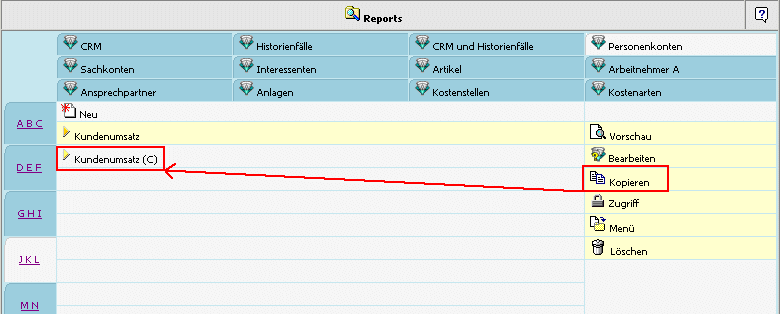 Reports
?
CRM Historienfälle CRM und Historienfälle Personenkonten
Sachkonten Interessenten Artikel Arbeitnehmer A
Ansprechpartner Anlagen Kostenstellen Kostenarten
A B C
Neu
Kundenumsatz
Vorschau
D E F
Kundenumsatz (C)
Bearbeiten
Kopieren
G H I
Zugriff
Menü
J K L
Löschen
M N